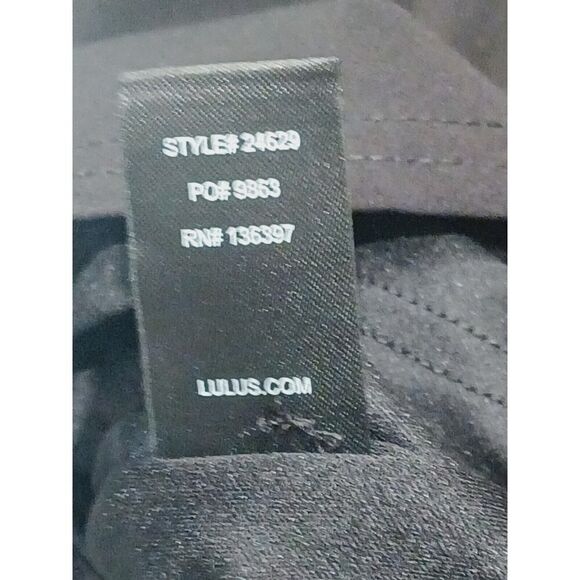 STYLE# 24629
PO# 9863
RN# 136397
LULUS.COM